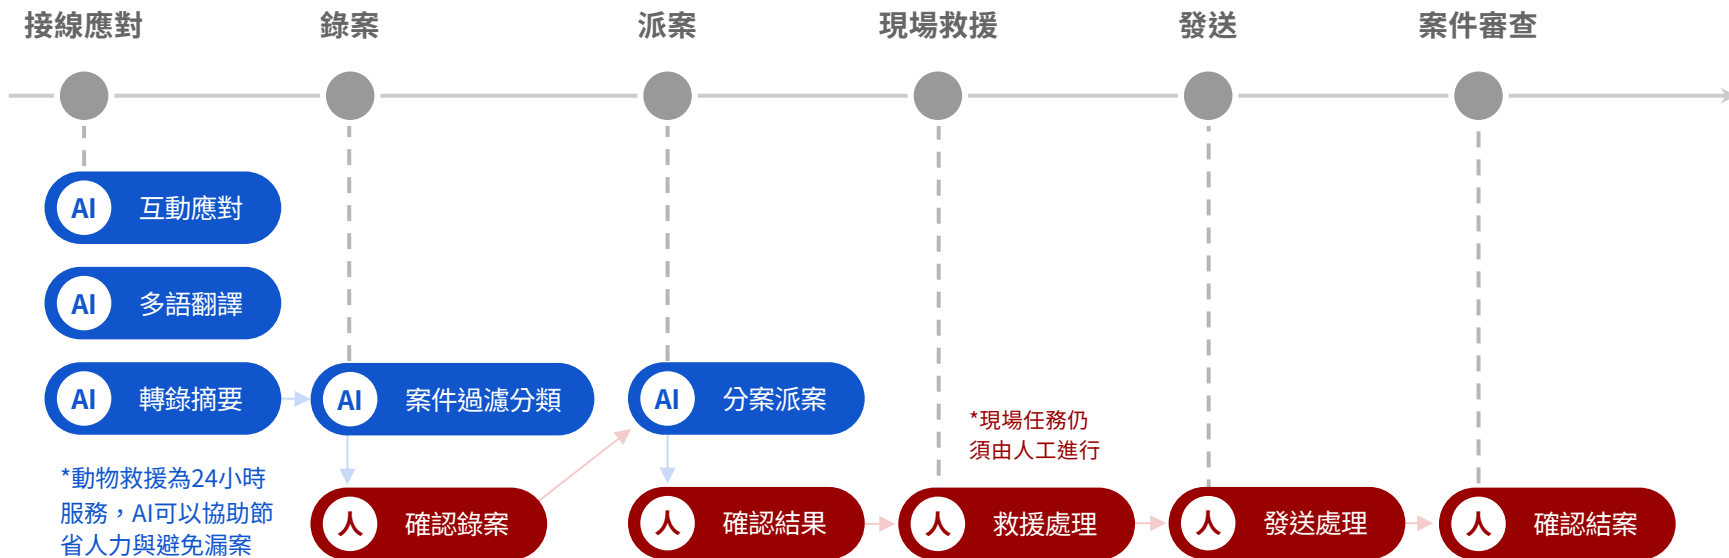 接線應對
錄案
派案
現場救援
發送
案件審查
AI 互動應對
AI 多語翻譯
AI 轉錄摘要
AI 案件過濾分類
AI 分案派案
*現場任務仍
須由人工進行
*動物救援為24小時
服務，AI可以協助節
省人力與避免漏案
人 確認錄案
人 確認結果
人 救援處理
人 發送處理
人 確認結案